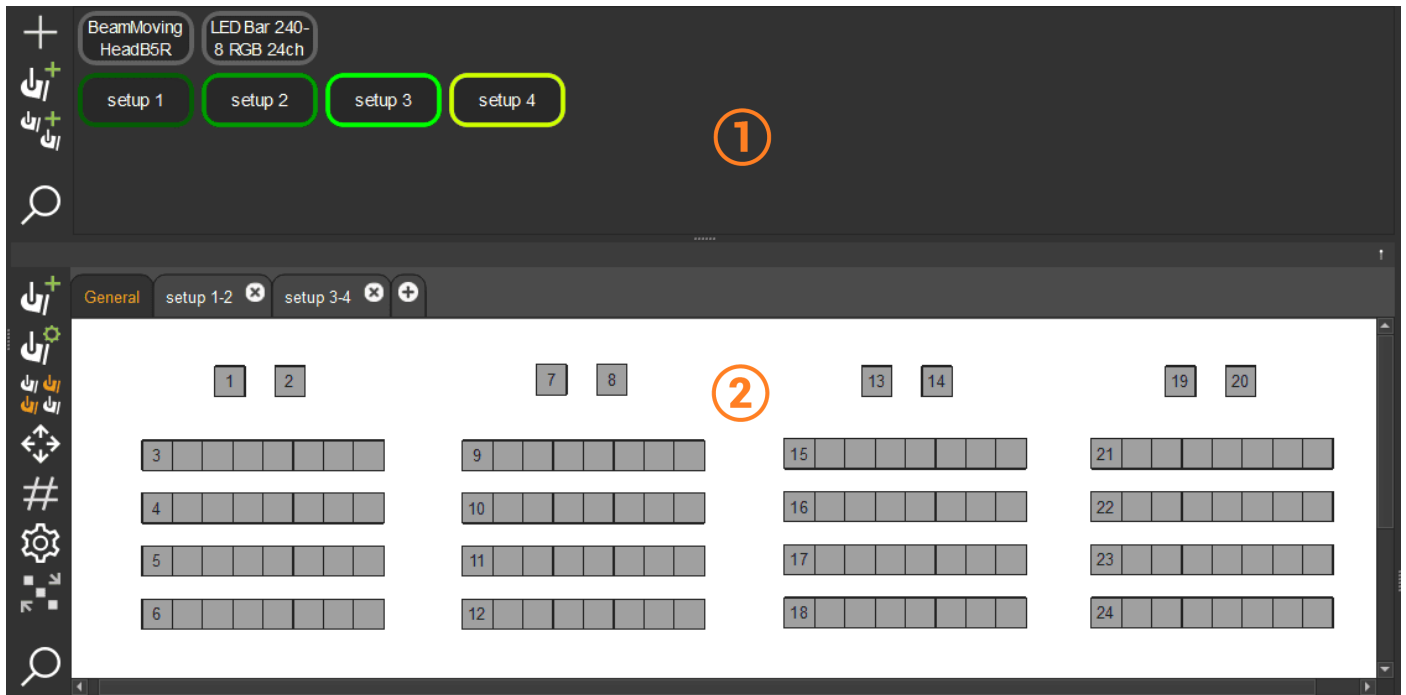 BeamMoving LED Bar 240-
HeadB5R 8 RGB 24ch
setup 1 setup 2 setup 3 setup 4
1
General setup 1-2 setup 3-4
1 2 7 8 2 13 14 19 20
3 9 15 21
4 10 16 22
5 11 17 23
6 12 18 24